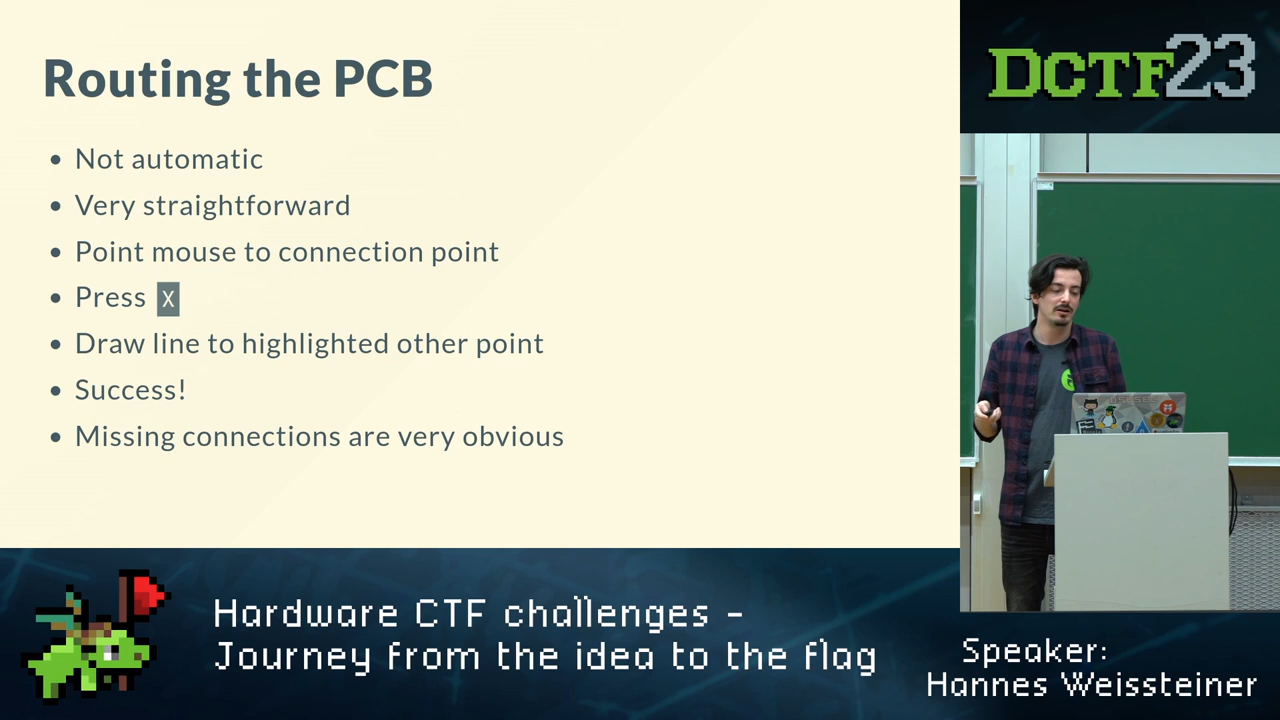 Routing the PCB
DCTF23
• Not automatic
• Very straightforward
• Point mouse to connection point
• Press X
• Draw line to highlighted other point
• Success!
• Missing connections are very obvious
Hardware CTF challenges -
Journey from the idea to the flag
Speaker:
Hannes Weissteiner